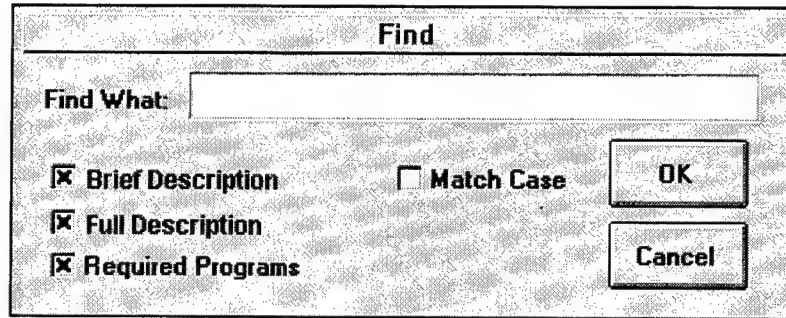 Find
Find What:
Brief Description
Match Case
OK
Full Description
Required Programs
Cancel